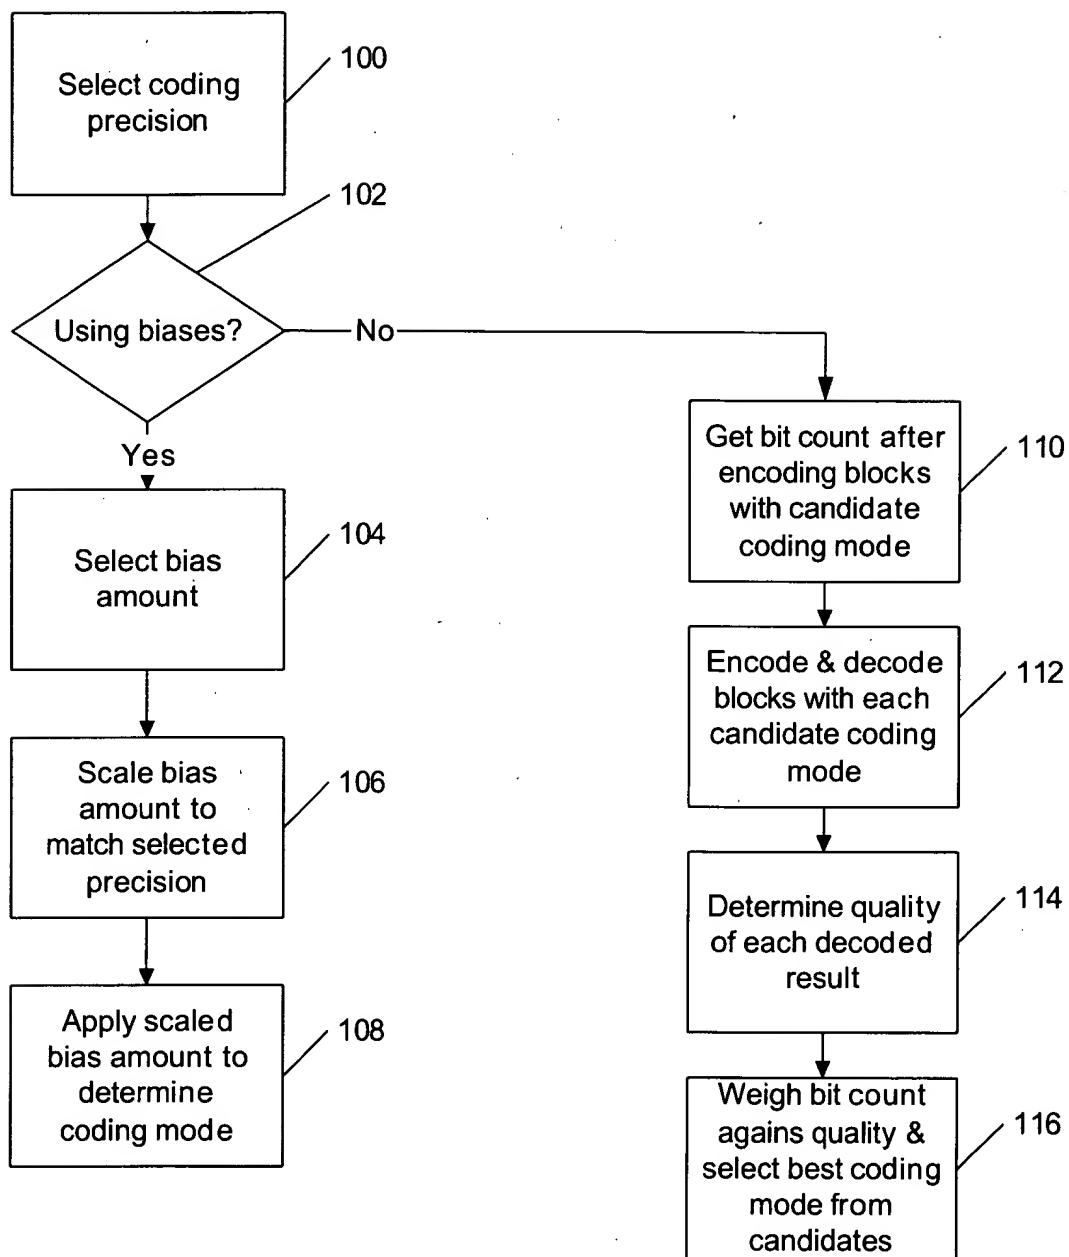 Select coding
precision
100
102
Using biases?
No
Yes
Select bias
amount
104
Scale bias
amount to
match selected
precision
106
Apply scaled
bias amount to
determine
coding mode
108
Get bit count after
encoding blocks
with candidate
coding mode
110
Encode & decode
blocks with each
candidate coding
mode
112
Determine quality
of each decoded
result
114
Weigh bit count
agains quality &
select best coding
mode from
candidates
116